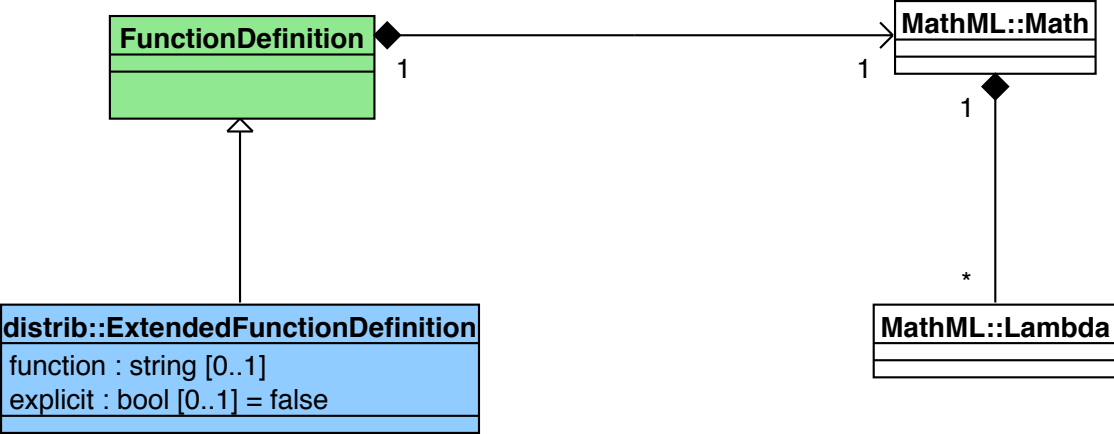 FunctionDefinition
MathML::Math
1
1
1
*
distrib::ExtendedFunctionDefinition
function : string [0..1]
explicit : bool [0..1] = false
MathML::Lambda